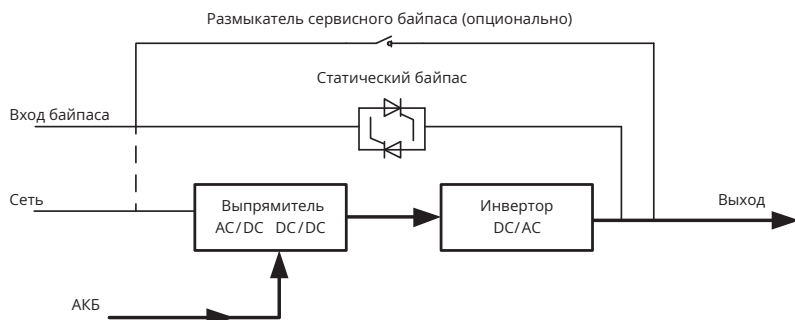 Размыкатель сервисного байпаса (опционально)
Статический байпас
Вход байпаса
Сеть
Выпрямитель
AC/DC DC/DC
Инвертор
DC/AC
Выход
АКБ